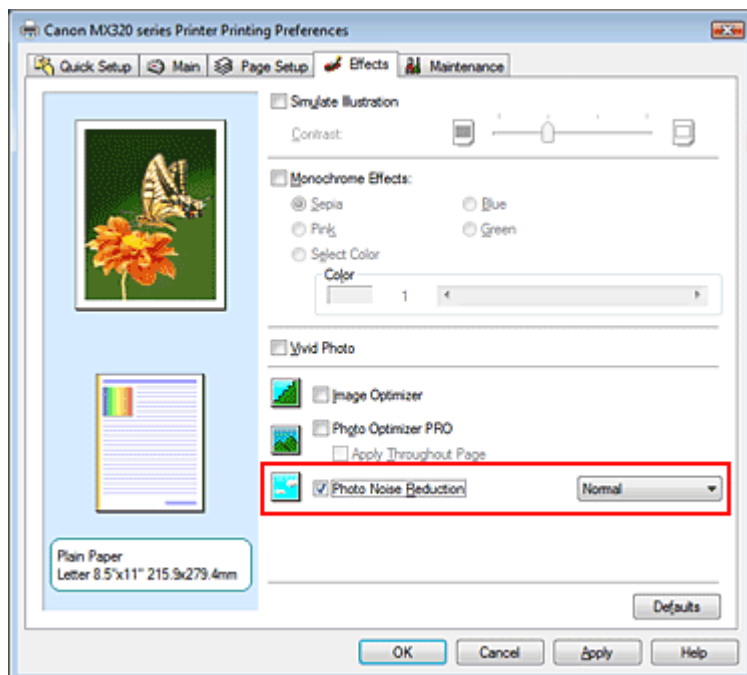 Canon MX320 series Printer Printing Preferences
Quick Setup Main Page Setup Effects Maintenance
Simulate Illustration
Contrast:
Monochrome Effects:
Sepia Blue
Pink Green
Select Color
Color
1
Vivid Photo
Image Optimizer
Photo Optimizer PRO
Apply Throughout Page
Photo Noise Reduction Normal
Plain Paper
Letter 8.5"x11" 215.9x279.4mm
Defaults
OK Cancel Apply Help